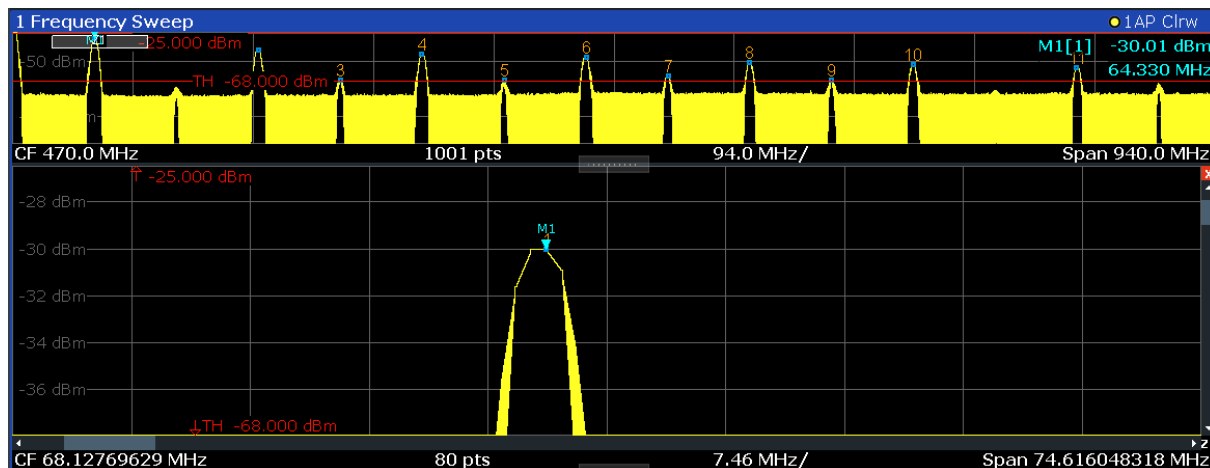 1 Frequency Sweep
1AP Clrw
-25.000 dBm
M1[1] -30.01 dBm
64.330 MHz
-50 dBm
TH -68.000 dBm
3
4
5
6
7
8
9
10
11
CF 470.0 MHz 1001 pts 94.0 MHz/ Span 940.0 MHz
-25.000 dBm
-28 dBm
M1
-30 dBm
-32 dBm
-34 dBm
-36 dBm
TH -68.000 dBm
z
CF 68.12769629 MHz 80 pts 7.46 MHz/ Span 74.616048318 MHz